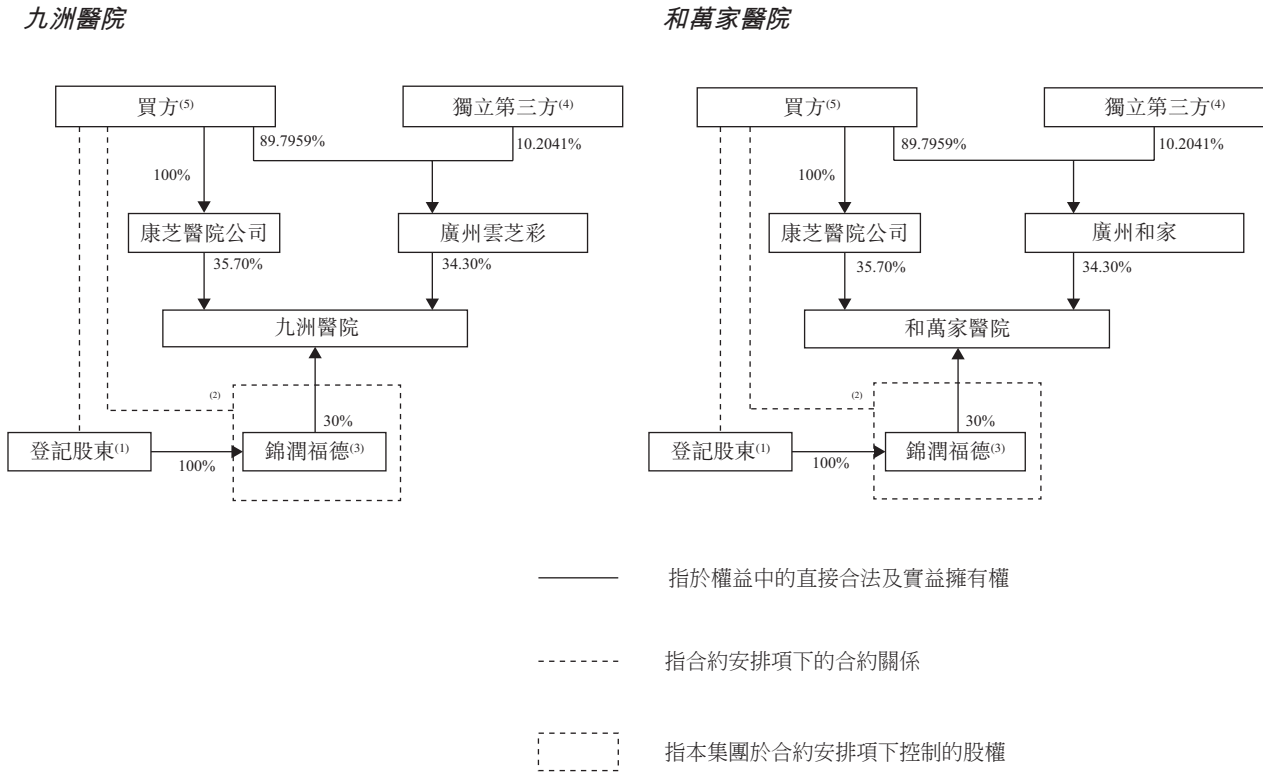 九洲醫院
買方(5)
獨立第三方(4)
89.7959%
10.2041%
100%
康芝醫院公司
廣州雲芝彩
35.70%
34.30%
九洲醫院
(2)
30%
登記股東(1)
100%
錦潤福德(3)
和萬家醫院
買方(5)
獨立第三方(4)
89.7959%
10.2041%
100%
康芝醫院公司
廣州和家
35.70%
34.30%
和萬家醫院
(2)
30%
登記股東(1)
100%
錦潤福德(3)
指於權益中的直接合法及實益擁有權
指合約安排項下的合約關係
指本集團於合約安排項下控制的股權